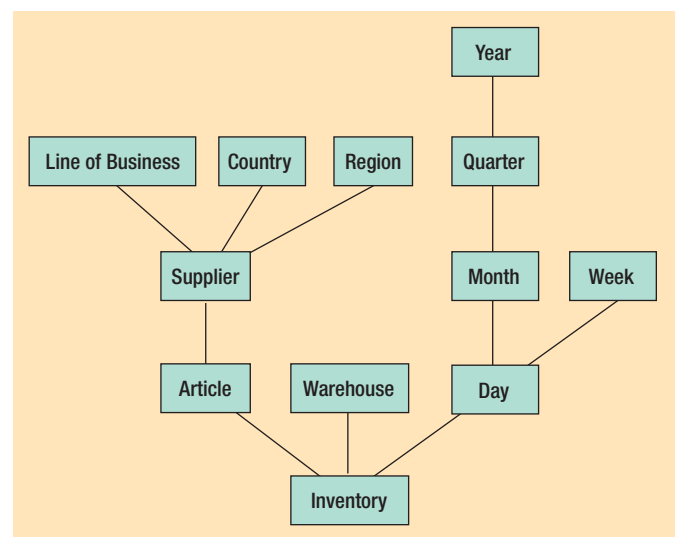 Year
Line of Business
Country
Region
Quarter
Supplier
Month
Week
Article
Warehouse
Day
Inventory